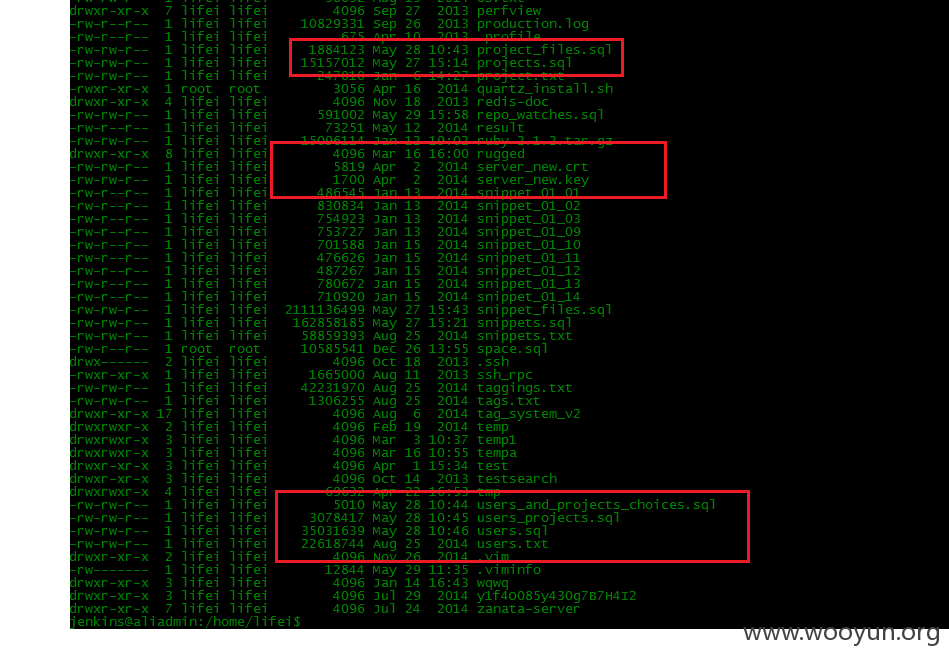 drwxr-xr-x 7 lifei lifei 4096 Sep 27 2013 perfview
-rw-rw-r-- 1 lifei lifei 10829331 Sep 26 2013 production.log
-rw-r--r-- 1 lifei lifei 675 Apr 10 2013 .profile
-rw-rw-r-- 1 lifei lifei 1884123 May 28 10:43 project_files.sql
-rw-rw-r-- 1 lifei lifei 15157012 May 27 15:14 projects.sql
-rw-rw-r-- 1 lifei lifei 247010 Jan 6 14:27 project.txt
-rwxr-xr-x 1 root root 3056 Apr 16 2014 quartz_install.sh
drwxr-xr-x 4 lifei lifei 4096 Nov 18 2013 redis-doc
-rw-rw-r-- 1 lifei lifei 591002 May 29 15:58 repo_watches.sql
-rw-rw-r-- 1 lifei lifei 73251 May 12 2014 result
-rw-rw-r-- 1 lifei lifei 15096114 Jan 12 19:02 ruby-2.1.2.tar.gz
drwxr-xr-x 8 lifei lifei 4096 Mar 16 16:00 rugged
-rw-rw-r-- 1 lifei lifei 5819 Apr 2 2014 server_new.crt
-rw-rw-r-- 1 lifei lifei 1700 Apr 2 2014 server_new.key
-rw-r--r-- 1 lifei lifei 486545 Jan 13 2014 snippet_01_01
-rw-r--r-- 1 lifei lifei 830834 Jan 13 2014 snippet_01_02
-rw-r--r-- 1 lifei lifei 754923 Jan 13 2014 snippet_01_03
-rw-r--r-- 1 lifei lifei 753727 Jan 13 2014 snippet_01_09
-rw-r--r-- 1 lifei lifei 701588 Jan 15 2014 snippet_01_10
-rw-r--r-- 1 lifei lifei 476626 Jan 15 2014 snippet_01_11
-rw-r--r-- 1 lifei lifei 487267 Jan 15 2014 snippet_01_12
-rw-r--r-- 1 lifei lifei 780672 Jan 15 2014 snippet_01_13
-rw-r--r-- 1 lifei lifei 710920 Jan 15 2014 snippet_01_14
-rw-rw-r-- 1 lifei lifei 2111136499 May 27 15:43 snippet_files.sql
-rw-rw-r-- 1 lifei lifei 162858185 May 27 15:21 snippets.sql
-rw-rw-r-- 1 lifei lifei 58859393 Aug 25 2014 snippets.txt
-rw-r--r-- 1 root root 10585541 Dec 26 13:55 space.sql
drwx------ 2 lifei lifei 4096 Oct 18 2013 .ssh
-rwxr-xr-x 1 lifei lifei 1665000 Aug 11 2013 ssh_rpc
-rw-rw-r-- 1 lifei lifei 42231970 Aug 25 2014 taggings.txt
-rw-rw-r-- 1 lifei lifei 1306255 Aug 25 2014 tags.txt
drwxr-xr-x 17 lifei lifei 4096 Aug 6 2014 tag_system_v2
drwxrwxr-x 2 lifei lifei 4096 Feb 19 2014 temp
drwxrwxr-x 3 lifei lifei 4096 Mar 3 10:37 temp1
drwxrwxr-x 3 lifei lifei 4096 Mar 16 10:55 tempa
drwxr-xr-x 3 lifei lifei 4096 Apr 1 15:34 test
drwxr-xr-x 3 lifei lifei 4096 Oct 14 2013 testsearch
drwxrwxr-x 4 lifei lifei 69632 Apr 22 16:53 tmp
-rw-rw-r-- 1 lifei lifei 5010 May 28 10:44 users_and_projects_choices.sql
-rw-rw-r-- 1 lifei lifei 3078417 May 28 10:45 users_projects.sql
-rw-rw-r-- 1 lifei lifei 35031639 May 28 10:46 users.sql
-rw-rw-r-- 1 lifei lifei 22618744 Aug 25 2014 users.txt
drwxr-xr-x 2 lifei lifei 4096 Nov 26 2014 .vim
-rw------- 1 lifei lifei 12844 May 29 11:35 .viminfo
drwxr-xr-x 3 lifei lifei 4096 Jan 14 16:43 wqwq
drwxr-xr-x 3 lifei lifei 4096 Jul 29 2014 y1f4O085y430g7B7H4I2
drwxr-xr-x 7 lifei lifei 4096 Jul 24 2014 zanata-server
jenkins@aliadmin:/home/lifei$
www.wooyun.org